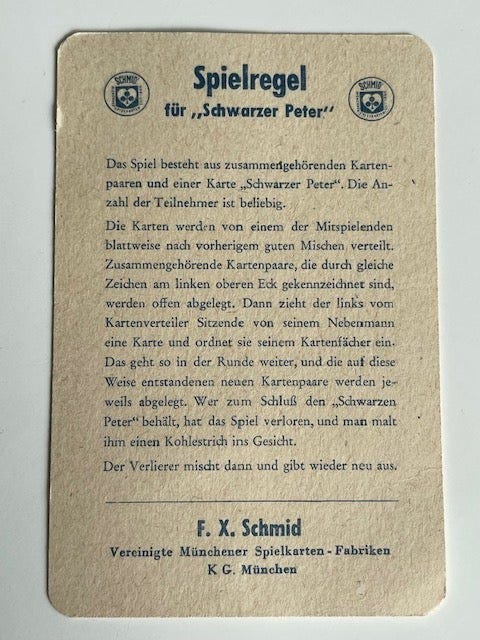 SCHMID SCHMID
Spielregel
für „Schwarzer Peter"
Das Spiel besteht aus zusammengehörenden Karten-
paaren und einer Karte „Schwarzer Peter". Die An-
zahl der Teilnehmer ist beliebig.
Die Karten werden von einem der Mitspielenden
blattweise nach vorherigem guten Mischen verteilt.
Zusammengehörende Kartenpaare, die durch gleiche
Zeichen am linken oberen Eck gekennzeichnet sind,
werden offen abgelegt. Dann zieht der links vom
Kartenverteiler Sitzende von seinem Nebenmann
eine Karte und ordnet sie seinem Kartenfächer ein.
Das geht so in der Runde weiter, und die auf diese
Weise entstandenen neuen Kartenpaare werden je-
weils abgelegt. Wer zum Schluß den „Schwarzen
Peter" behält, hat das Spiel verloren, und man malt
ihm einen Kohlestrich ins Gesicht.
Der Verlierer mischt dann und gibt wieder neu aus.
F. X. Schmid
Vereinigte Münchener Spielkarten-Fabriken
K G. München